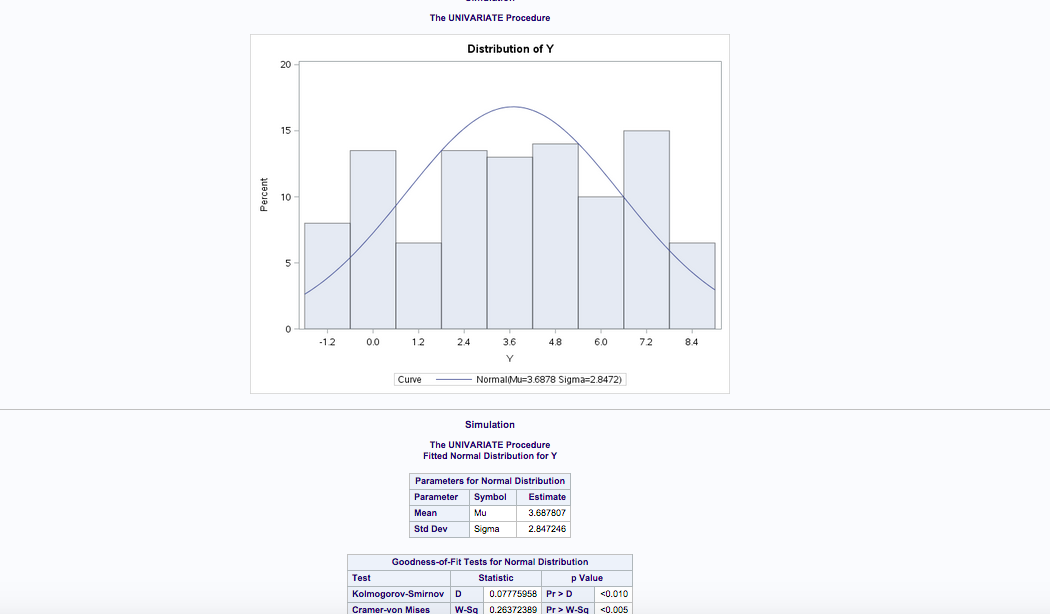 The UNIVARIATE Procedure
Distribution of Y
20
15
10
5
0
Percent
-1.2 0.0 1.2 2.4 3.6 4.8 6.0 7.2 8.4
Y
Curve Normal(Mu=3.6878 Sigma=2.8472)
Simulation
The UNIVARIATE Procedure
Fitted Normal Distribution for Y
Parameters for Normal Distribution
Parameter Symbol Estimate
Mean Mu 3.687807
Std Dev Sigma 2.847246
Goodness-of-Fit Tests for Normal Distribution
Test Statistic p Value
Kolmogorov-Smirnov D 0.07775958 Pr > D <0.010
Cramer-von Mises W-Sq 0.26372389 Pr > W-Sq <0.005